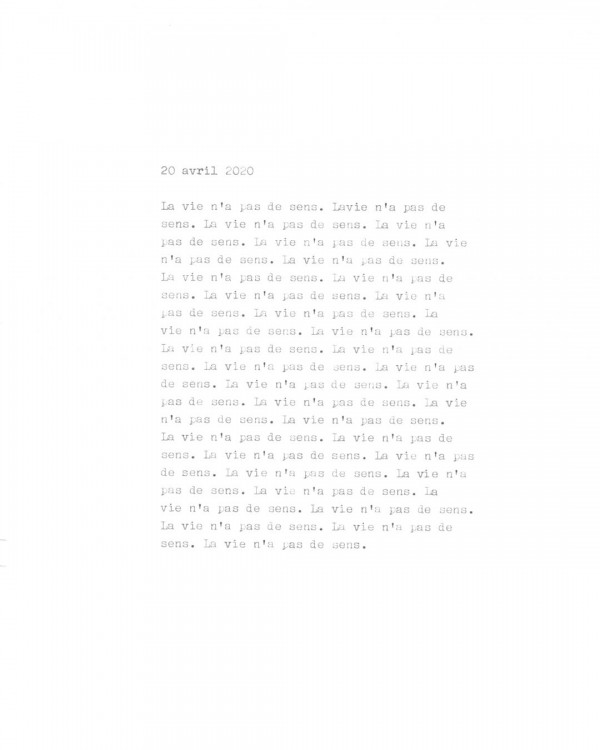 20 avril 2020
La vie n'a pas de sens. Lavie n'a pas de
sens. La vie n'a pas de sens. La vie n'a
pas de sens. La vie n'a pas de sens. La vie
n'a pas de sens. La vie n'a pas de sens.
La vie n'a pas de sens. La vie n'a pas de
sens. La vie n'a pas de sens. La vie n'a
pas de sens. La vie n'a pas de sens. La
vie n'a pas de sens. La vie n'a pas de sens.
La vie n'a pas de sens. La vie n'a pas de
sens. La vie n'a pas de sens. La vie n'a pas
de sens. La vie n'a pas de sens. La vie n'a
pas de sens. La vie n'a pas de sens. La vie
n'a pas de sens. La vie n'a pas de sens.
La vie n'a pas de sens. La vie n'a pas de
sens. La vie n'a pas de sens. La vie n'a pas
de sens. La vie n'a pas de sens. La vie n'a
pas de sens. La vie n'a pas de sens. La
vie n'a pas de sens. La vie n'a pas de sens.
La vie n'a pas de sens. La vie n'a pas de
sens. La vie n'a pas de sens.